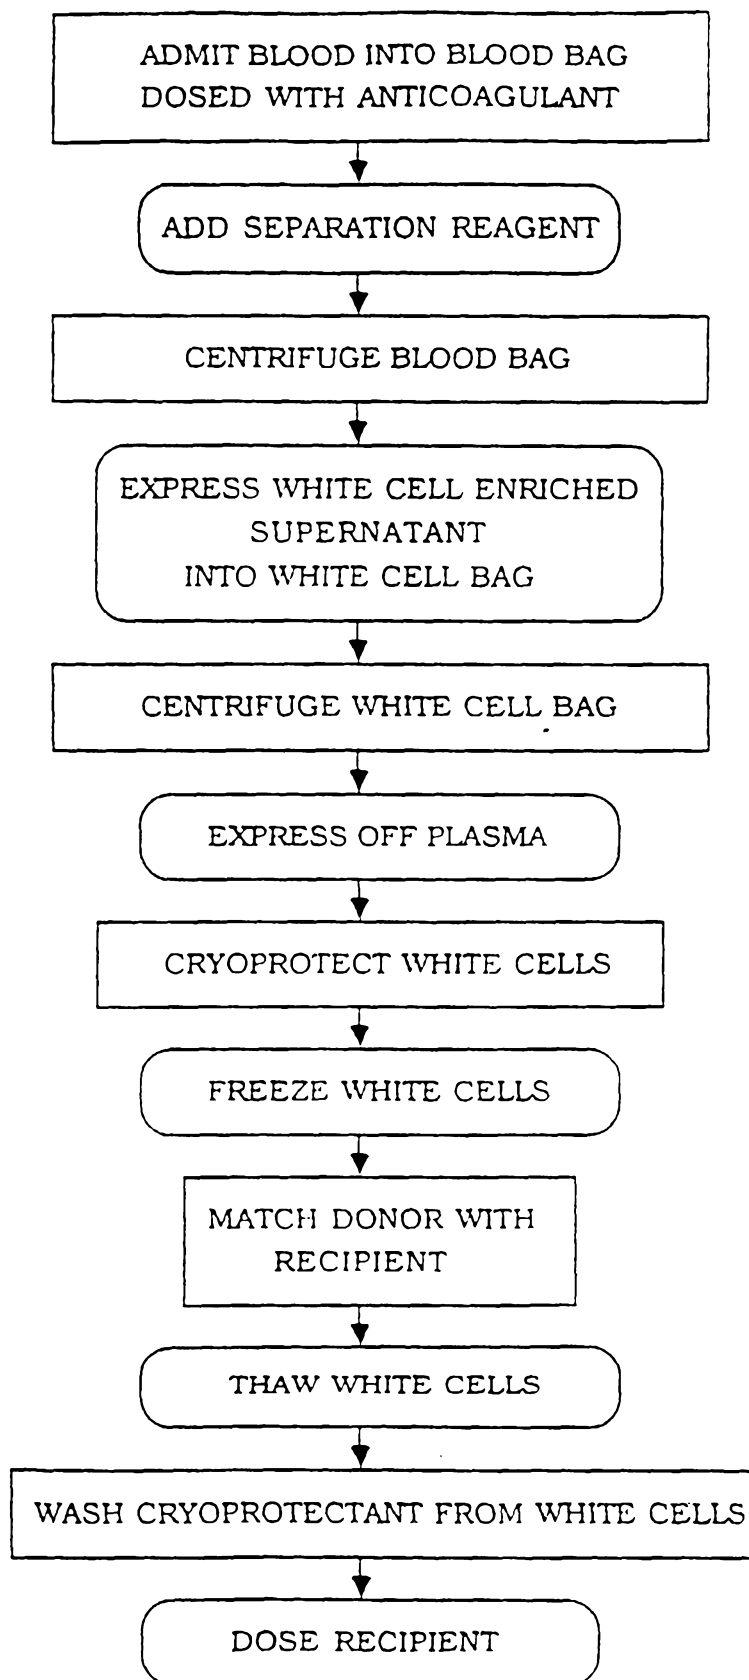 ADMIT BLOOD INTO BLOOD BAG
DOSED WITH ANTICOAGULANT
ADD SEPARATION REAGENT
CENTRIFUGE BLOOD BAG
EXPRESS WHITE CELL ENRICHED
SUPERNATANT
INTO WHITE CELL BAG
CENTRIFUGE WHITE CELL BAG
EXPRESS OFF PLASMA
CRYOPROTECT WHITE CELLS
FREEZE WHITE CELLS
MATCH DONOR WITH
RECIPIENT
THAW WHITE CELLS
WASH CRYOPROTECTANT FROM WHITE CELLS
DOSE RECIPIENT